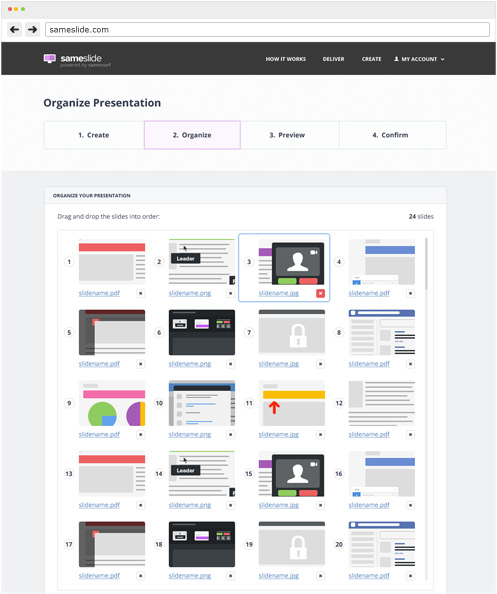 sameslide.com
sameslide
powered by samesurf
HOW IT WORKS DELIVER CREATE MY ACCOUNT
Organize Presentation
1. Create 2. Organize 3. Preview 4. Confirm
ORGANIZE YOUR PRESENTATION
Drag and drop the slides into order: 24 slides
1 2 Leader 3 4
slidename.pdf slidename.png slidename.jpg slidename.pdf
5 6 7 8
slidename.pdf slidename.png slidename.jpg slidename.pdf
9 10 11 12
slidename.pdf slidename.png slidename.jpg slidename.pdf
13 14 Leader 15 16
slidename.pdf slidename.png slidename.jpg slidename.pdf
17 18 19 20
slidename.pdf slidename.png slidename.jpg slidename.pdf